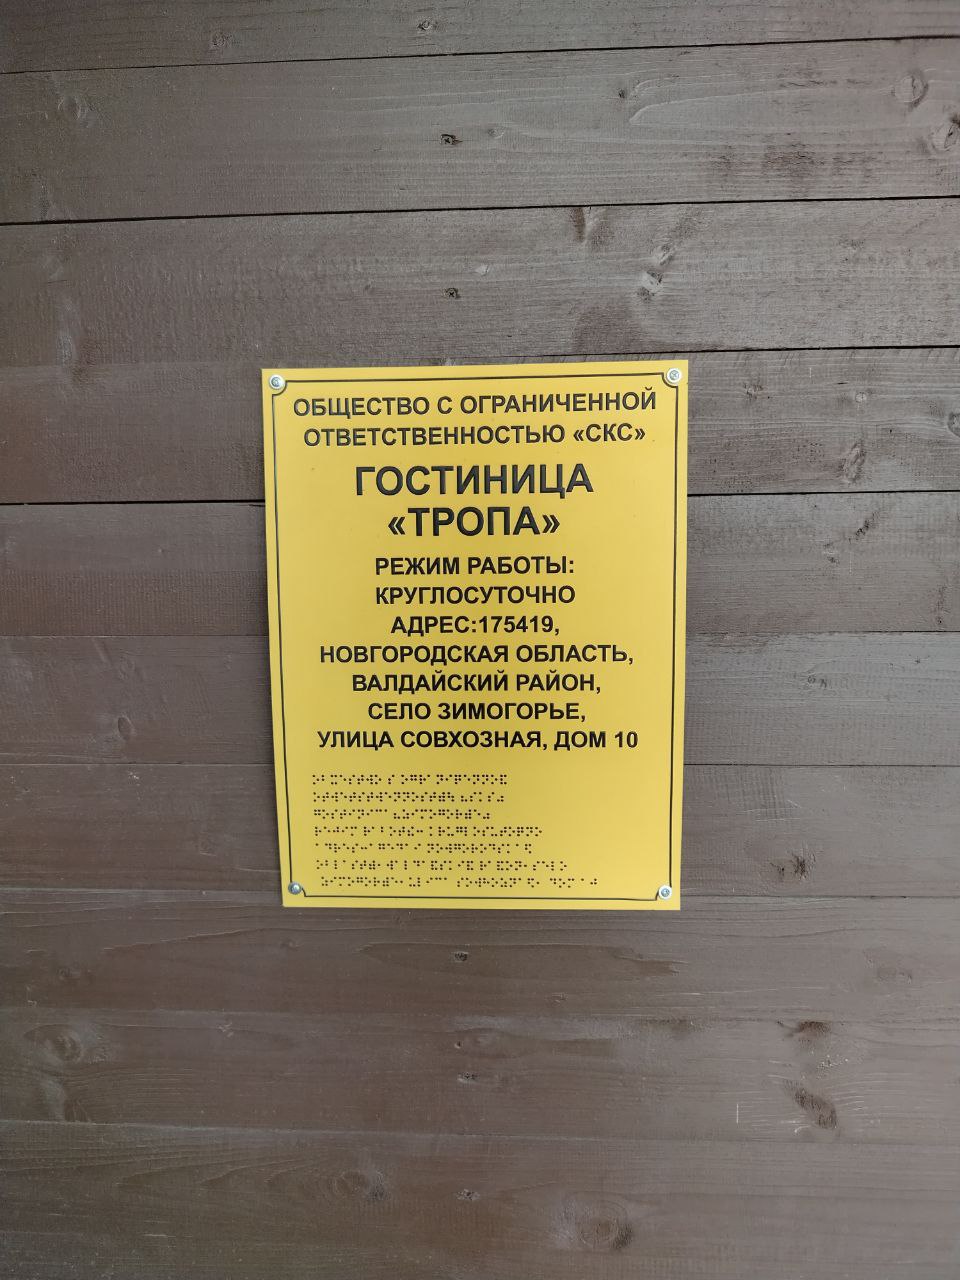 ОБЩЕСТВО С ОГРАНИЧЕННОЙ
ОТВЕТСТВЕННОСТЬЮ «СКС»
ГОСТИНИЦА
«ТРОПА»
РЕЖИМ РАБОТЫ:
КРУГЛОСУТОЧНО
АДРЕС:175419,
НОВГОРОДСКАЯ ОБЛАСТЬ,
ВАЛДАЙСКИЙ РАЙОН,
СЕЛО ЗИМОГОРЬЕ,
УЛИЦА СОВХОЗНАЯ, ДОМ 10